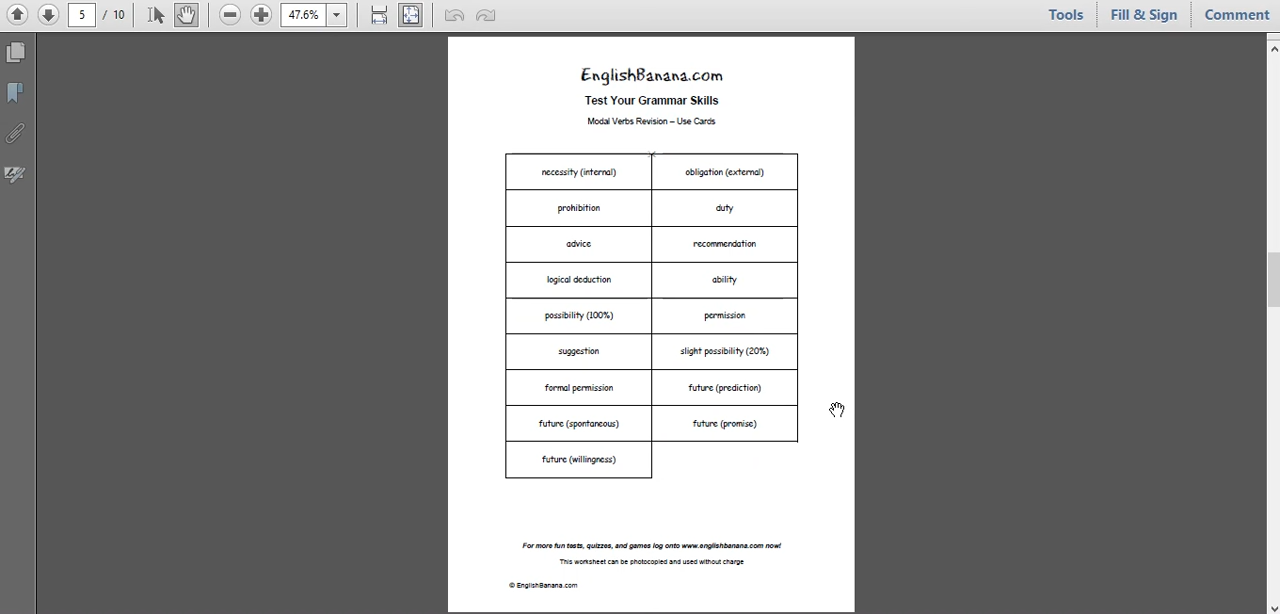 5 / 10 47.6% Tools Fill & Sign Comment
EnglishBanana.com
Test Your Grammar Skills
Modal Verbs Revision – Use Cards
necessity (internal) obligation (external)
prohibition duty
advice recommendation
logical deduction ability
possibility (100%) permission
suggestion slight possibility (20%)
formal permission future (prediction)
future (spontaneous) future (promise)
future (willingness)
For more fun tests, quizzes, and games log onto www.englishbanana.com now!
This worksheet can be photocopied and used without charge
© EnglishBanana.com